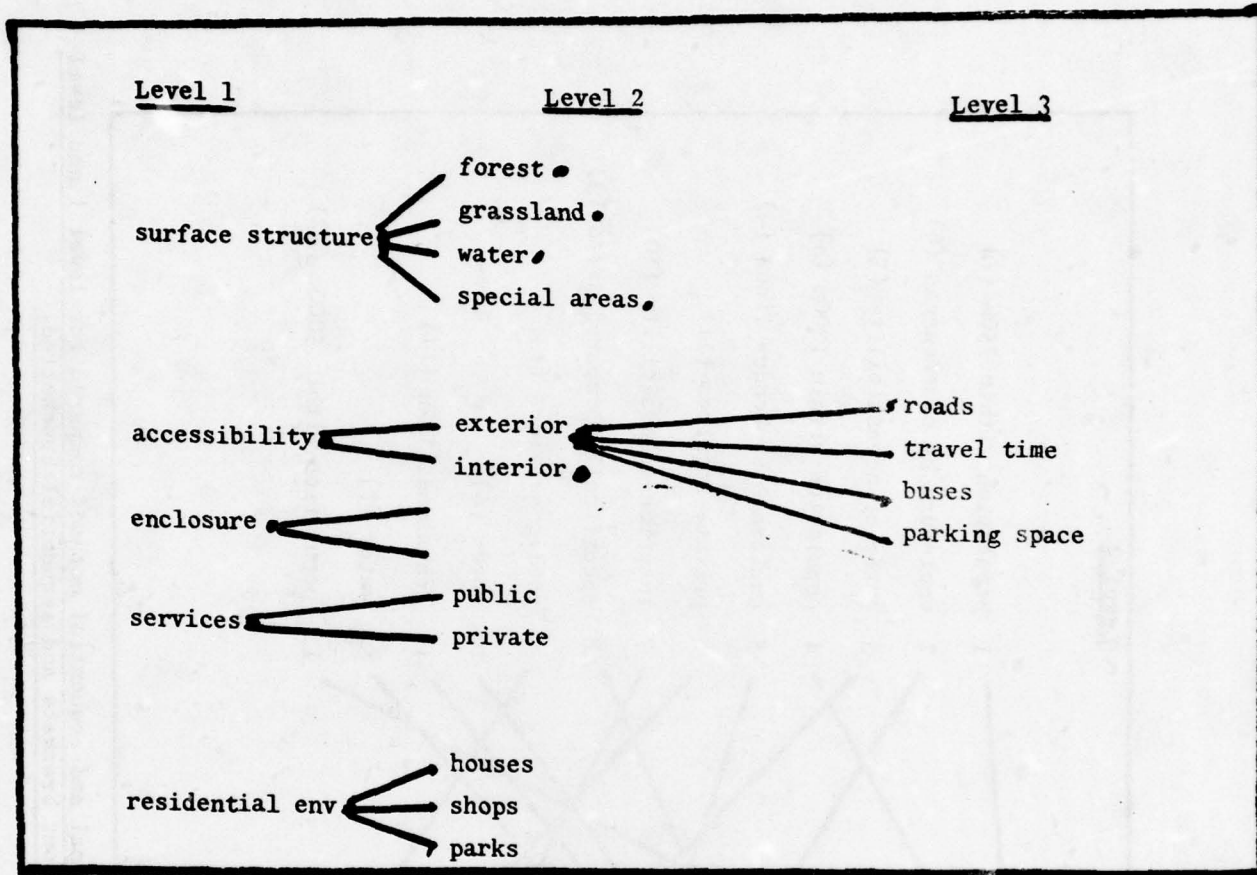 Level 1 Level 2 Level 3
forest
grassland
surface structure
water
special areas
roads
accessibility exterior
travel time
interior
buses
enclosure
parking space
public
services
private
houses
residential env shops
parks